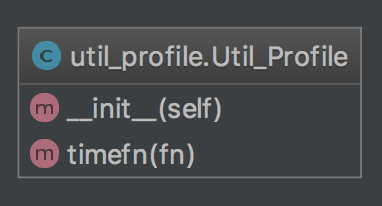 C util_profile.Util_Profile
m __init__(self)
m timefn(fn)